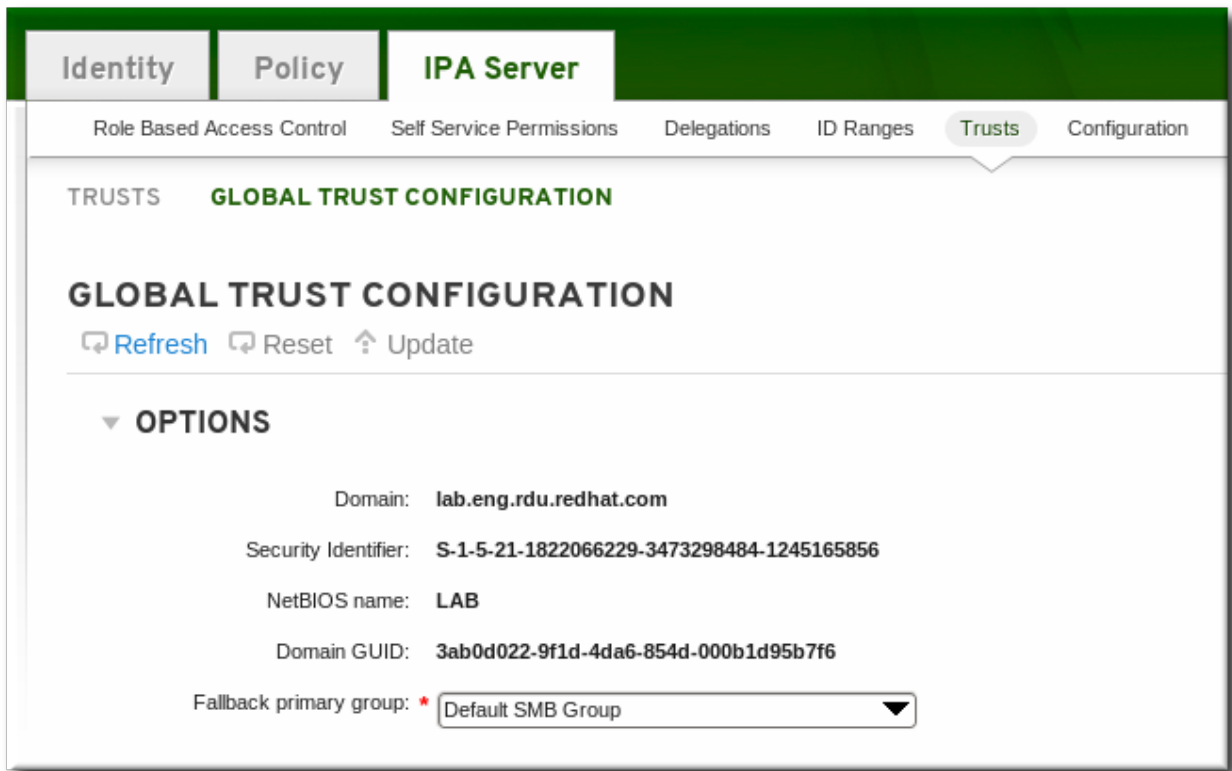 Identity Policy IPA Server
Role Based Access Control Self Service Permissions Delegations ID Ranges Trusts Configuration
TRUSTS GLOBAL TRUST CONFIGURATION
GLOBAL TRUST CONFIGURATION
Refresh Reset Update
OPTIONS
Domain: lab.eng.rdu.redhat.com
Security Identifier: S-1-5-21-1822066229-3473298484-1245165856
NetBIOS name: LAB
Domain GUID: 3ab0d022-9f1d-4da6-854d-000b1d95b7f6
Fallback primary group: * Default SMB Group